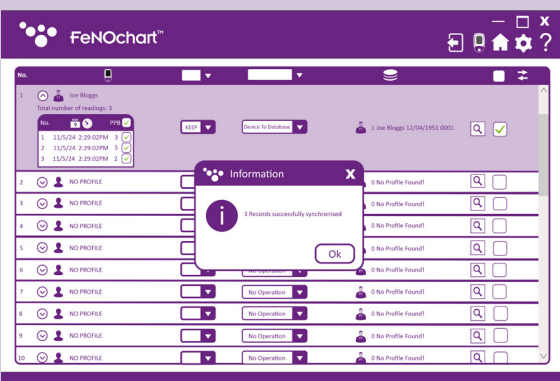 FeNOchart™
No.
1 Joe Bloggs
Total number of readings: 3
No. PPB
1 11/5/24 2:29:02PM 3
2 11/5/24 2:29:02PM 5
3 11/5/24 2:29:02PM 2
KEEP Device To Database 1 Joe Bloggs 12/04/1951 0001
Information X
3 Records successfully synchronised
Ok
2 NO PROFILE 0 No Profile Found!
3 NO PROFILE 0 No Profile Found!
4 NO PROFILE 0 No Profile Found!
5 NO PROFILE 0 No Profile Found!
6 NO PROFILE No Operation 0 No Profile Found!
7 NO PROFILE No Operation 0 No Profile Found!
8 NO PROFILE No Operation 0 No Profile Found!
9 NO PROFILE No Operation 0 No Profile Found!
10 NO PROFILE No Operation 0 No Profile Found!